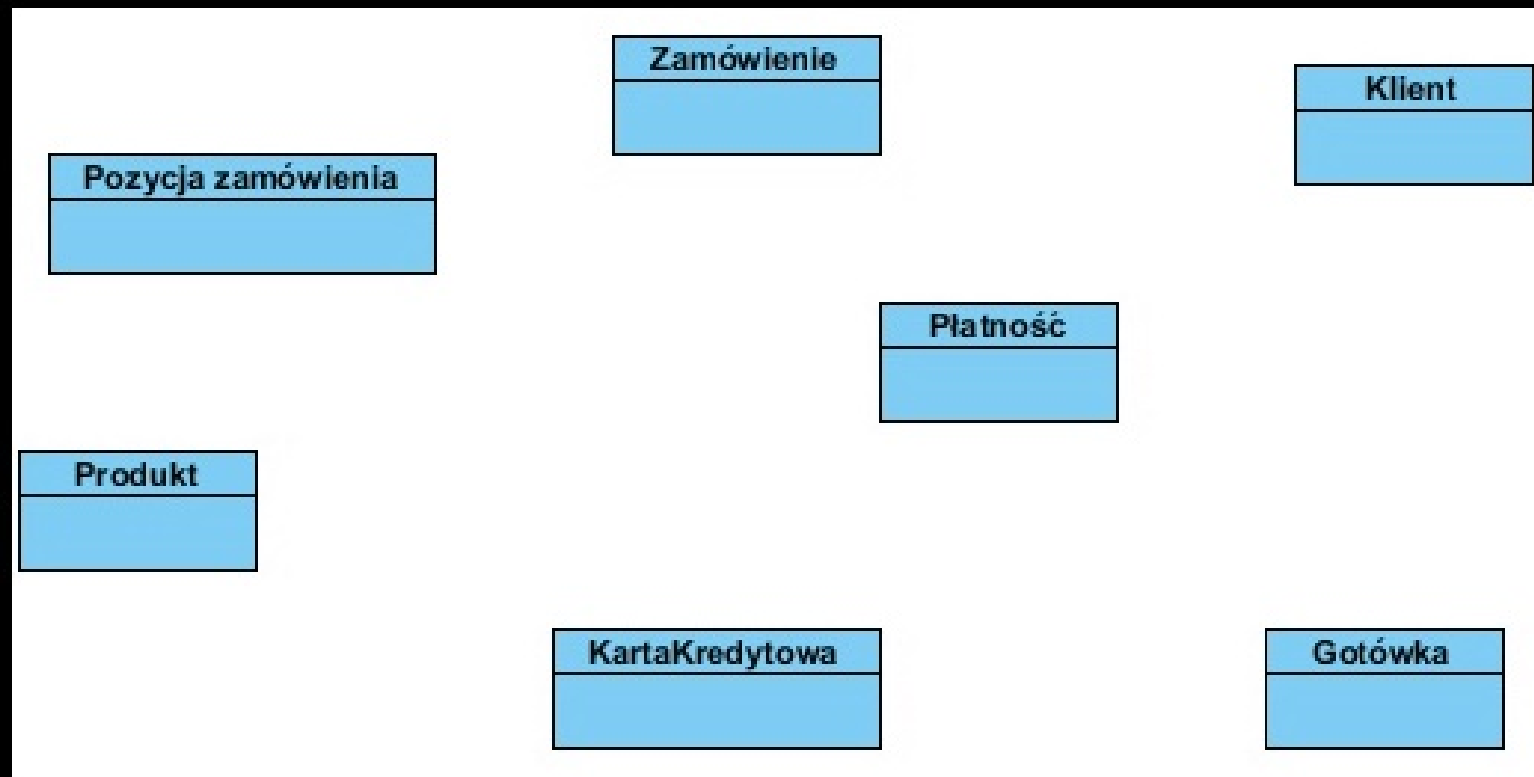 Zamówienie
Klient
Pozycja zamówienia
Płatność
Produkt
KartaKredytowa
Gotówka